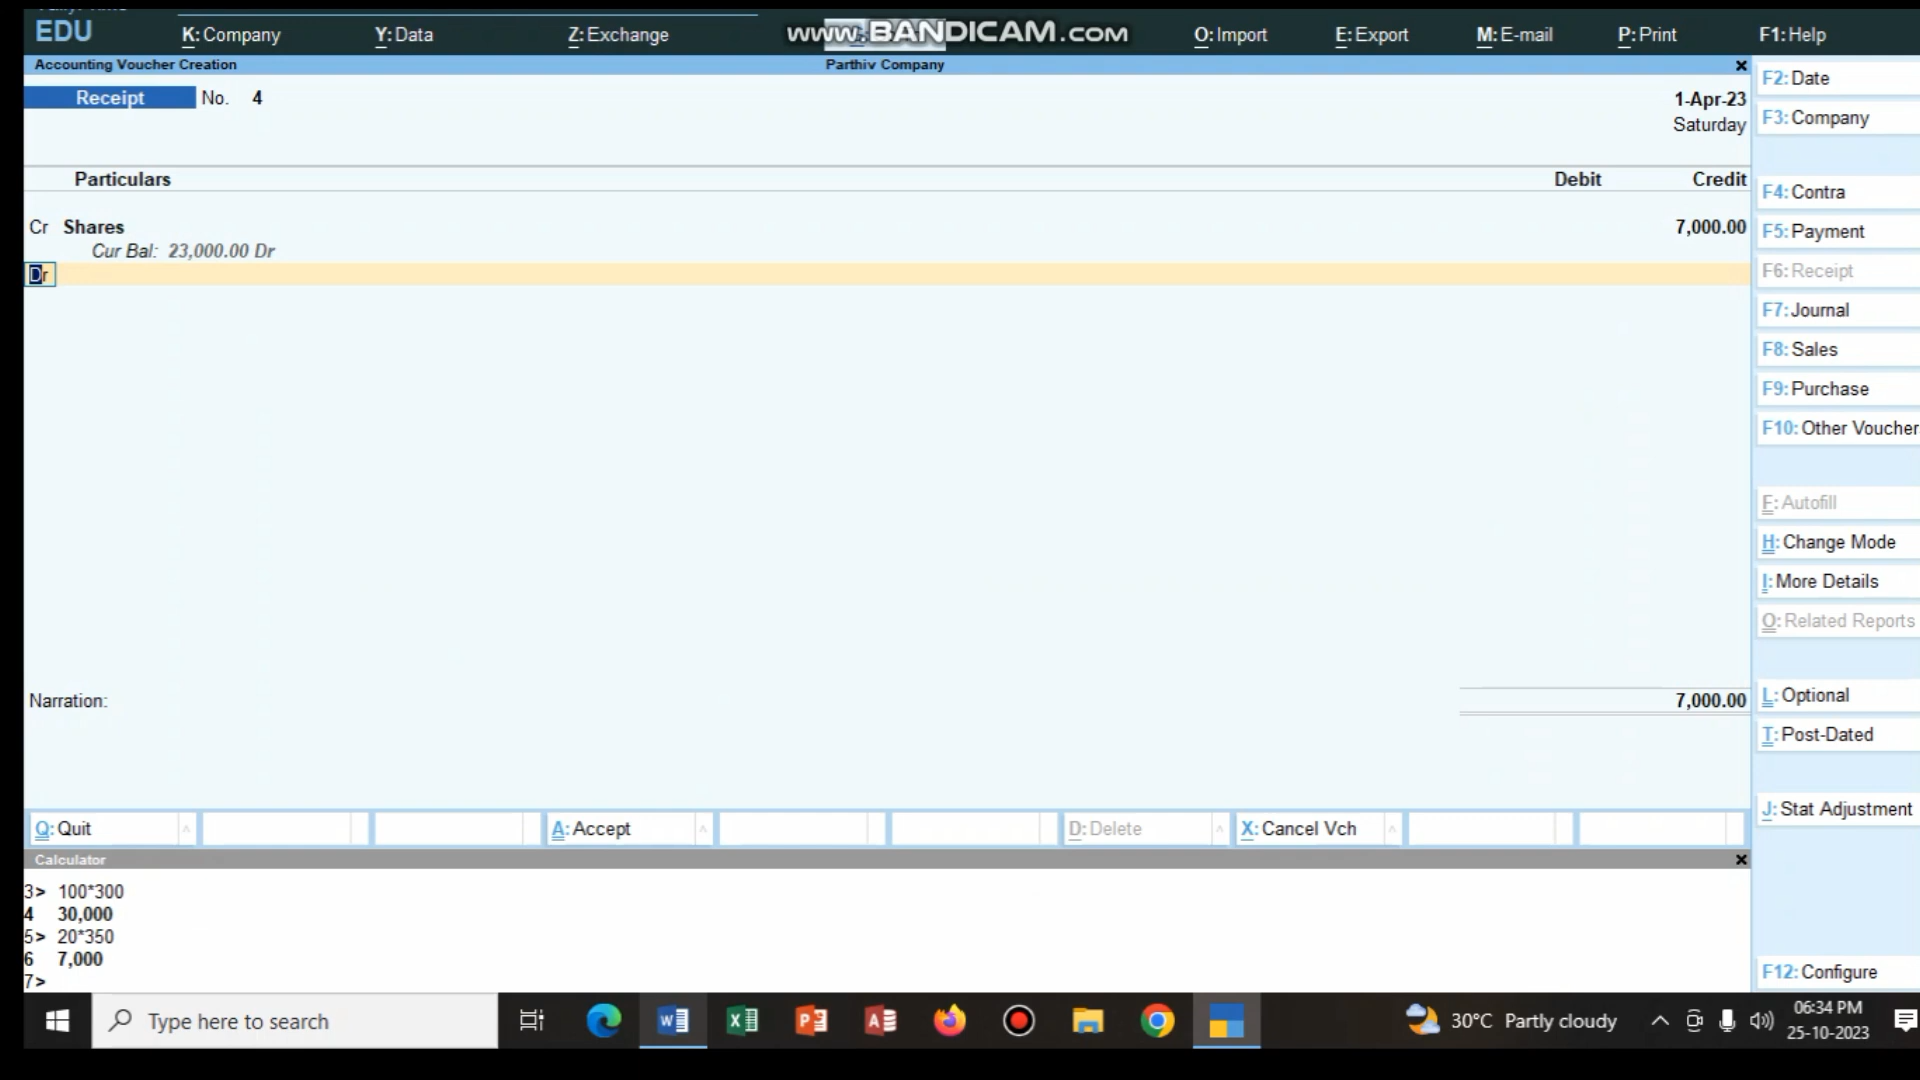 EDU
K: Company
Y: Data
Z: Exchange
www.BANDICAM.com
O: Import
E: Export
M: E-mail
P: Print
F1: Help
Accounting Voucher Creation
Parthiv Company
Receipt No. 4
1-Apr-23
Saturday
Particulars
Debit
Credit
Cr Shares
7,000.00
Cur Bal: 23,000.00 Dr
Dr
Narration:
7,000.00
F2: Date
F3: Company
F4: Contra
F5: Payment
F6: Receipt
F7: Journal
F8: Sales
F9: Purchase
F10: Other Voucher
F: Autofill
H: Change Mode
I: More Details
O: Related Reports
L: Optional
T: Post-Dated
J: Stat Adjustment
F12: Configure
Q: Quit
A: Accept
D: Delete
X: Cancel Vch
Calculator
3> 100*300
4 30,000
5> 20*350
6 7,000
7>
Type here to search
30°C Partly cloudy
06:34 PM
25-10-2023